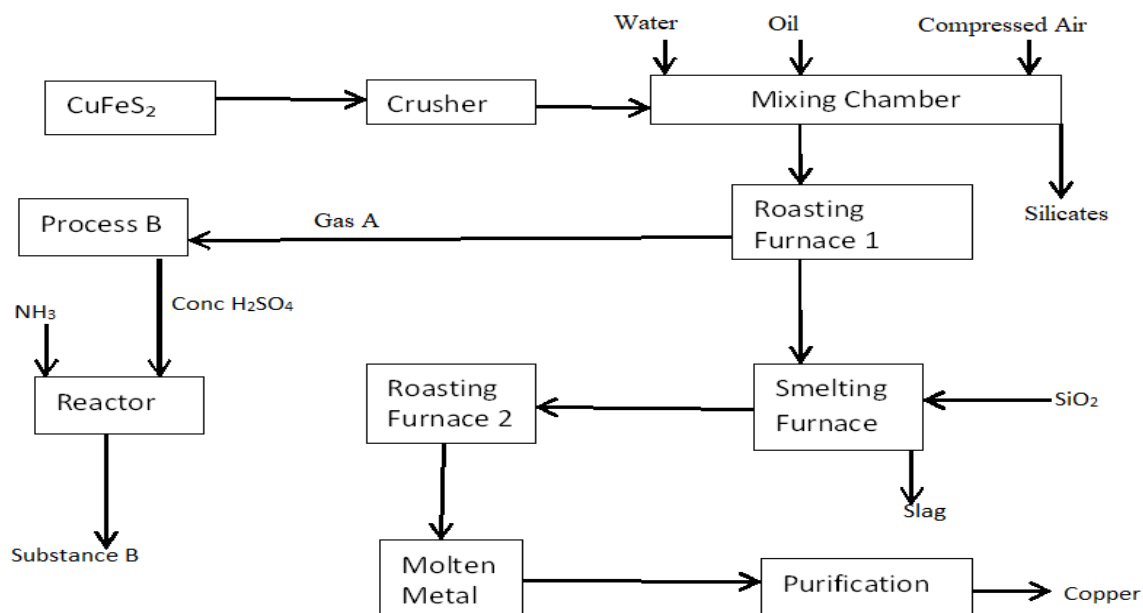 Water
Oil
Compressed Air
CuFeS₂
Crusher
Mixing Chamber
Process B
Gas A
Roasting
Furnace 1
Silicates
NH₃
Conc H₂SO₄
Reactor
Roasting
Furnace 2
Smelting
Furnace
SiO₂
Slag
Substance B
Molten
Metal
Purification
Copper